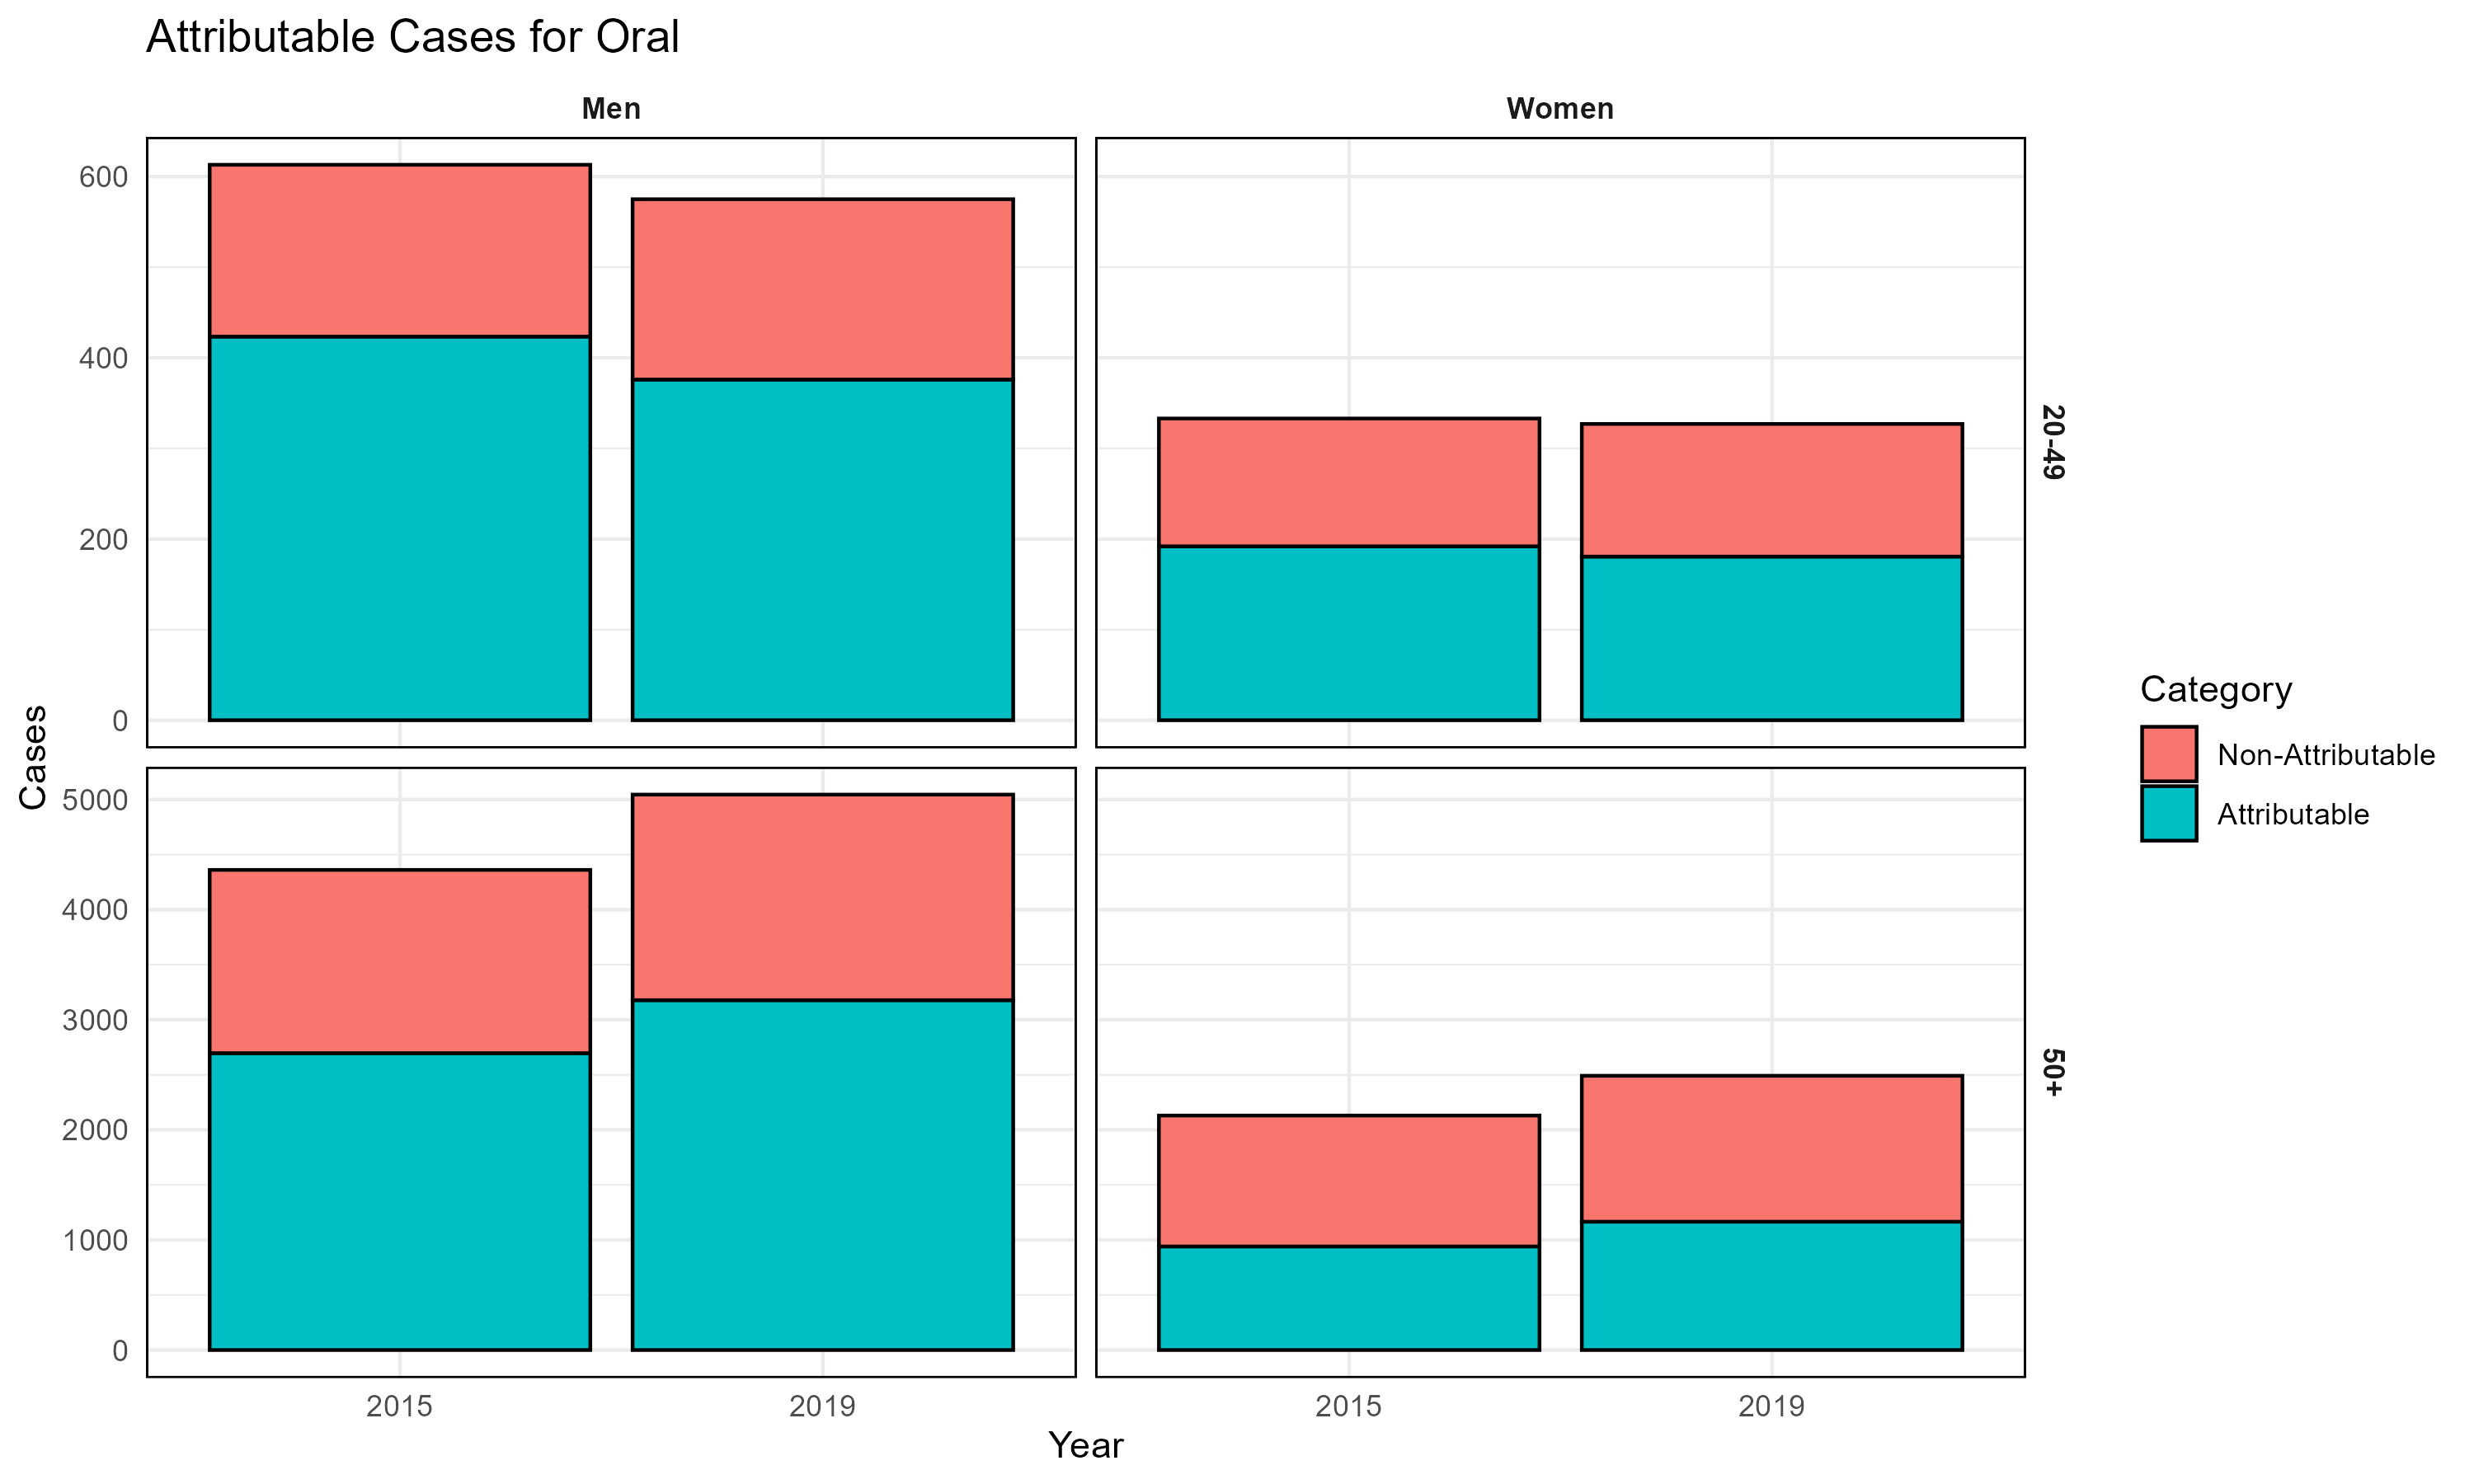 Attributable Cases for Oral
Men
Women
600
400
200
0
20-49
Cases
5000
4000
3000
2000
1000
0
50+
2015
2019
2015
2019
Year
Category
Non-Attributable
Attributable